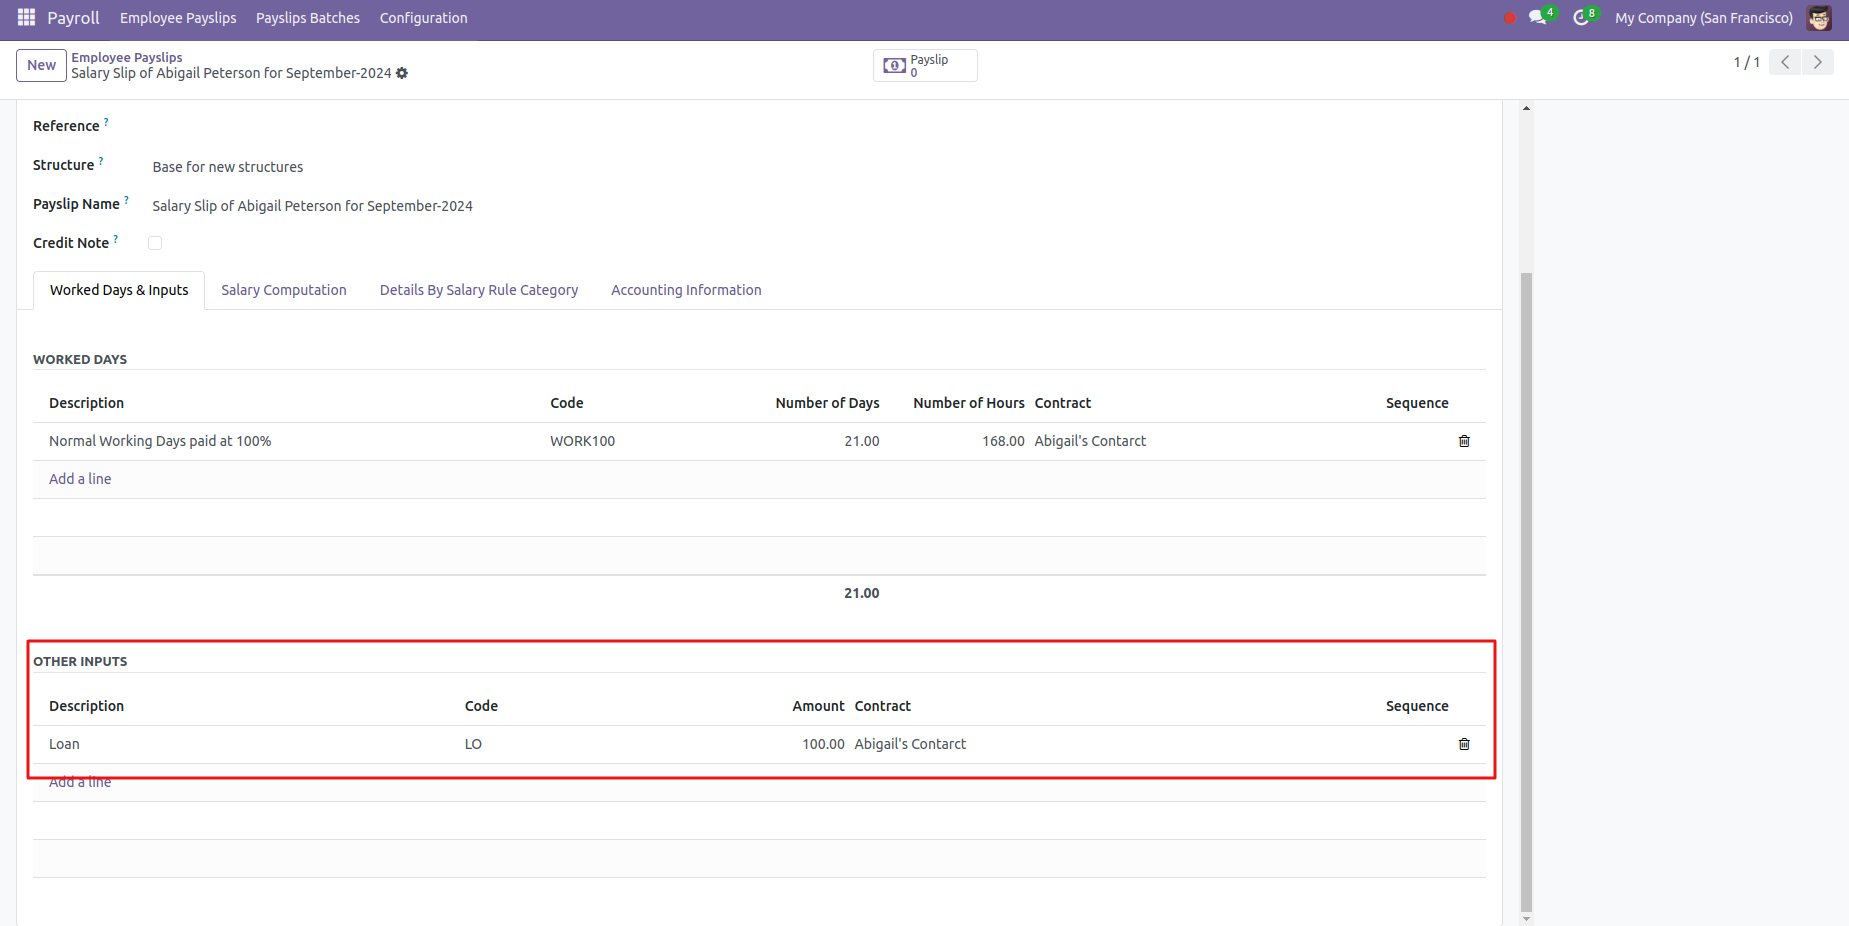 Payroll Employee Payslips Payslips Batches Configuration 4 8 My Company (San Francisco)
New Employee Payslips
Salary Slip of Abigail Peterson for September-2024
1 Payslip
0
1 / 1
Reference ?
Structure ? Base for new structures
Payslip Name ? Salary Slip of Abigail Peterson for September-2024
Credit Note ?
Worked Days & Inputs Salary Computation Details By Salary Rule Category Accounting Information
WORKED DAYS
Description Code Number of Days Number of Hours Contract Sequence
Normal Working Days paid at 100% WORK100 21.00 168.00 Abigail's Contarct
Add a line
21.00
OTHER INPUTS
Description Code Amount Contract Sequence
Loan LO 100.00 Abigail's Contarct
Add a line